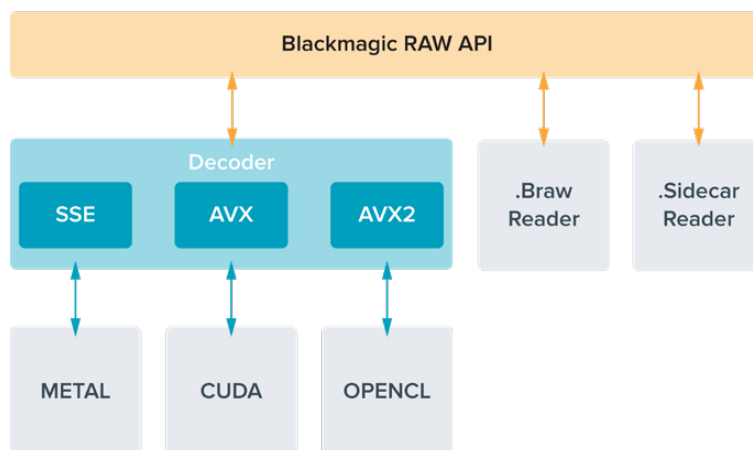 Blackmagic RAW API
Decoder
SSE
AVX
AVX2
.Braw
Reader
.Sidecar
Reader
METAL
CUDA
OPENCL